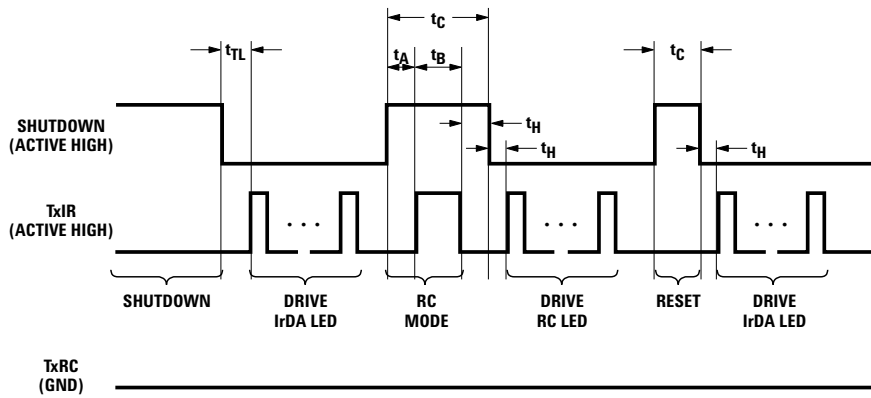 tC
tTL
tA
tB
tC
SHUTDOWN
(ACTIVE HIGH)
tH
tH
tH
TxIR
(ACTIVE HIGH)
. . .
. . .
. . .
SHUTDOWN
DRIVE
IrDA LED
RC
MODE
DRIVE
RC LED
RESET
DRIVE
IrDA LED
TxRC
(GND)